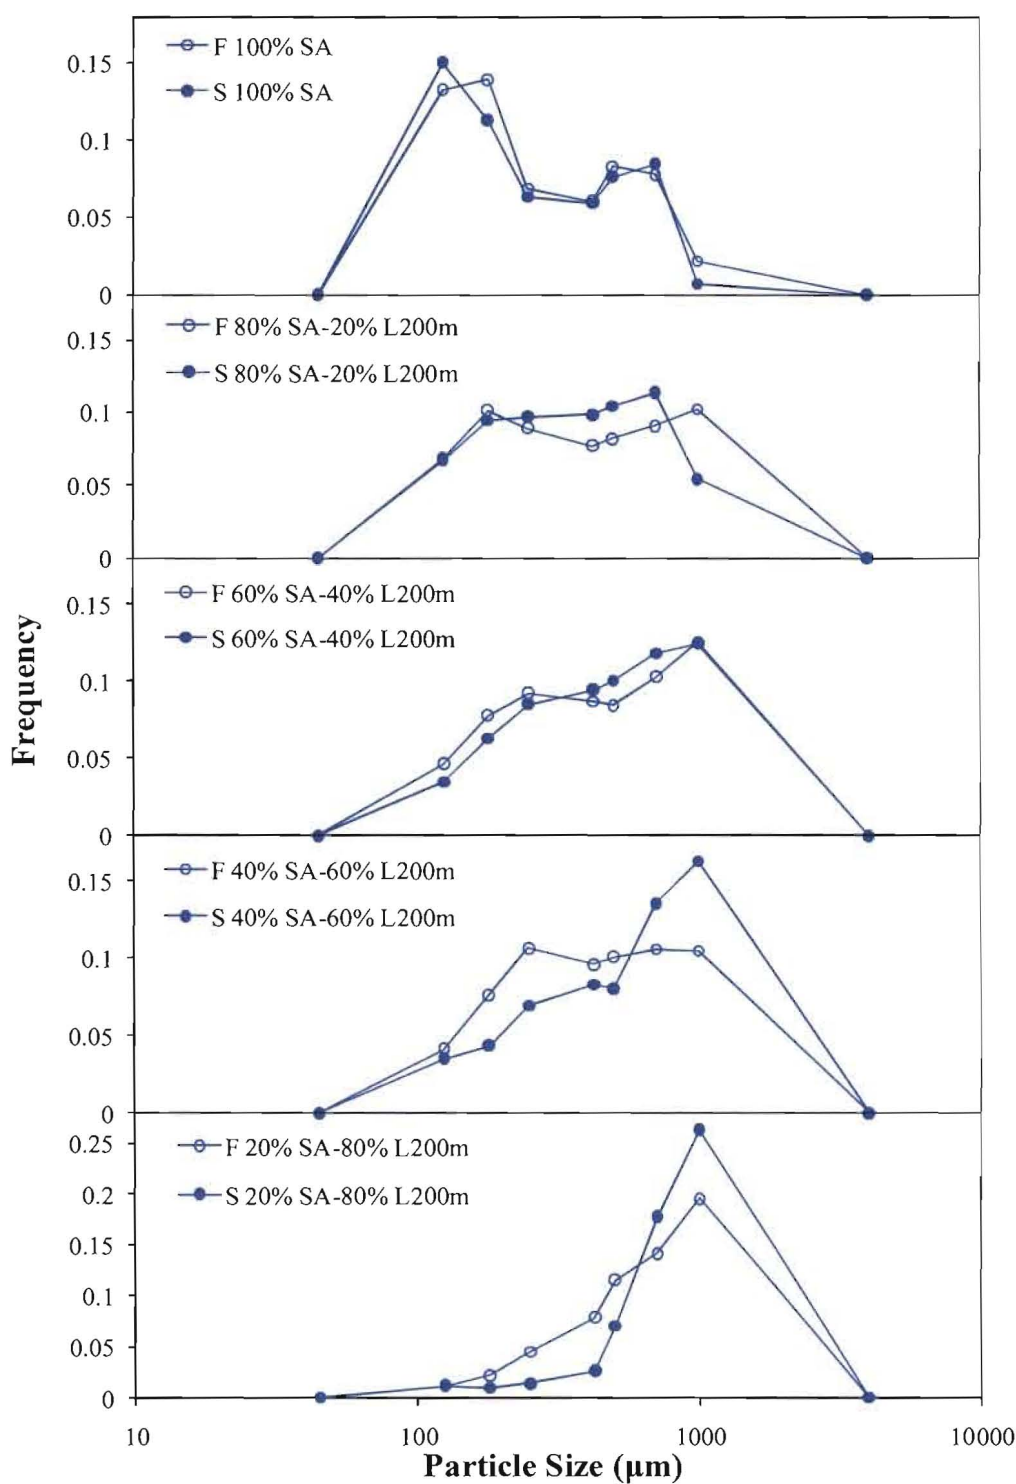 F 100% SA
S 100% SA
0.15
0.1
0.05
0
F 80% SA-20% L200m
S 80% SA-20% L200m
0.15
0.1
0.05
0
F 60% SA-40% L200m
S 60% SA-40% L200m
0.15
0.1
0.05
0
F 40% SA-60% L200m
S 40% SA-60% L200m
0.15
0.1
0.05
0
F 20% SA-80% L200m
S 20% SA-80% L200m
0.25
0.2
0.15
0.1
0.05
0
Frequency
10 100 1000 10000
Particle Size (µm)